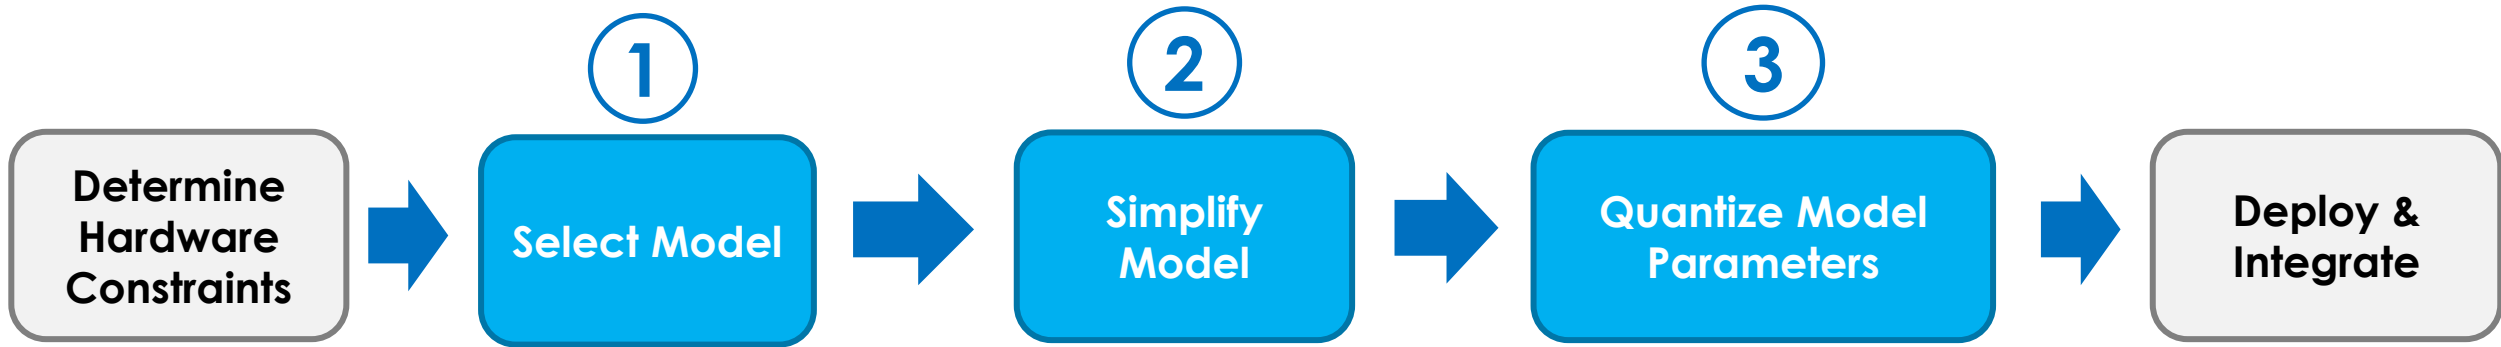 1
2
3
Determine
Hardware
Constraints
Select Model
Simplify
Model
Quantize Model
Parameters
Deploy &
Integrate